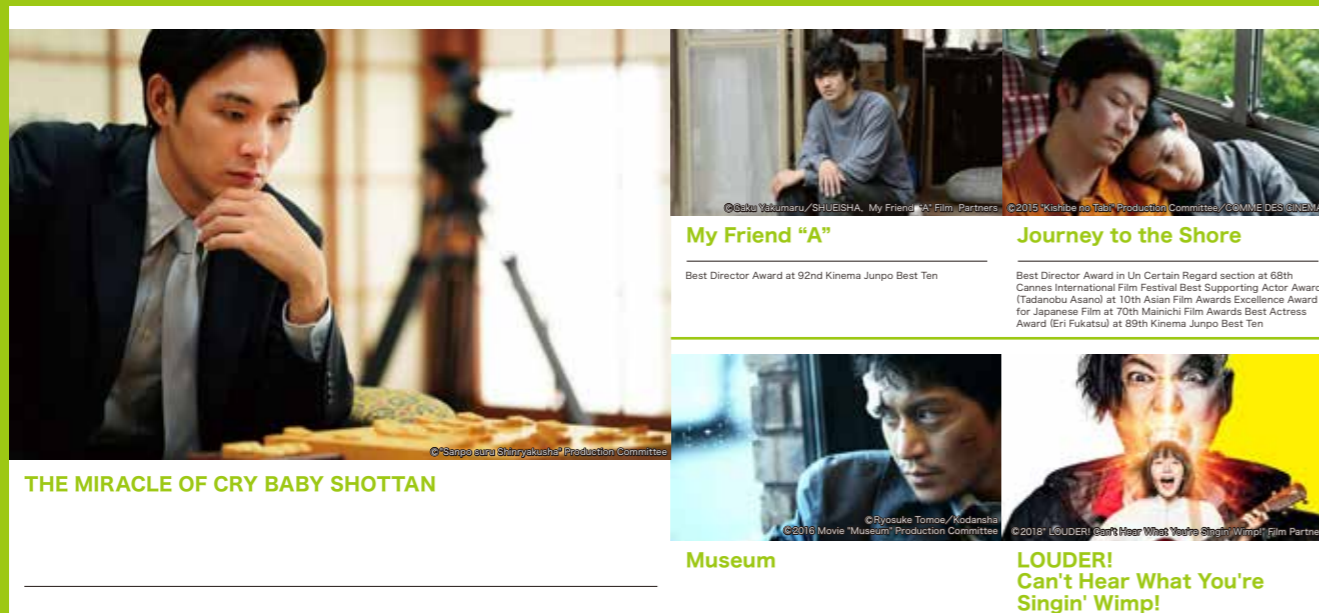 ©"Sanpo suru Shinryakusha" Production Committee
THE MIRACLE OF CRY BABY SHOTTAN
©Gaku Yakumaru／SHUEISHA, My Friend "A" Film Partners
My Friend “A”
Best Director Award at 92nd Kinema Junpo Best Ten
©2015 "Kishibe no Tabi" Production Committee／COMME DES CINEMA
Journey to the Shore
Best Director Award in Un Certain Regard section at 68th
Cannes International Film Festival Best Supporting Actor Award
(Tadanobu Asano) at 10th Asian Film Awards Excellence Award
for Japanese Film at 70th Mainichi Film Awards Best Actress
Award (Eri Fukatsu) at 89th Kinema Junpo Best Ten
©Ryosuke Tomoe／Kodansha
©2016 Movie "Museum" Production Committee
Museum
©2018" LOUDER! Can't Hear What You're Singin' Wimp!" Film Partne
LOUDER!
Can't Hear What You're
Singin' Wimp!